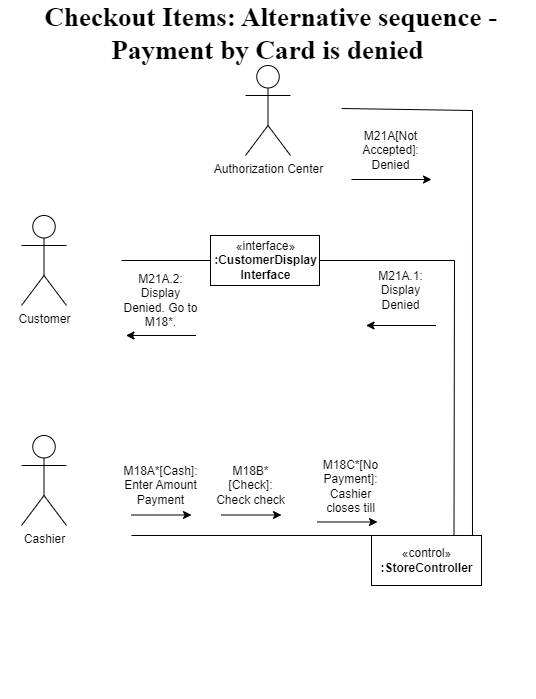 Checkout Items: Alternative sequence -
Payment by Card is denied
M21A[Not
Accepted]:
Denied
Authorization Center
«interface»
:CustomerDisplay
Interface
M21A.2:
Display
Denied. Go to
M18*.
M21A.1:
Display
Denied
Customer
M18A*[Cash]:
Enter Amount
Payment
M18B*
[Check]:
Check check
M18C*[No
Payment]:
Cashier
closes till
Cashier
«control»
:StoreController